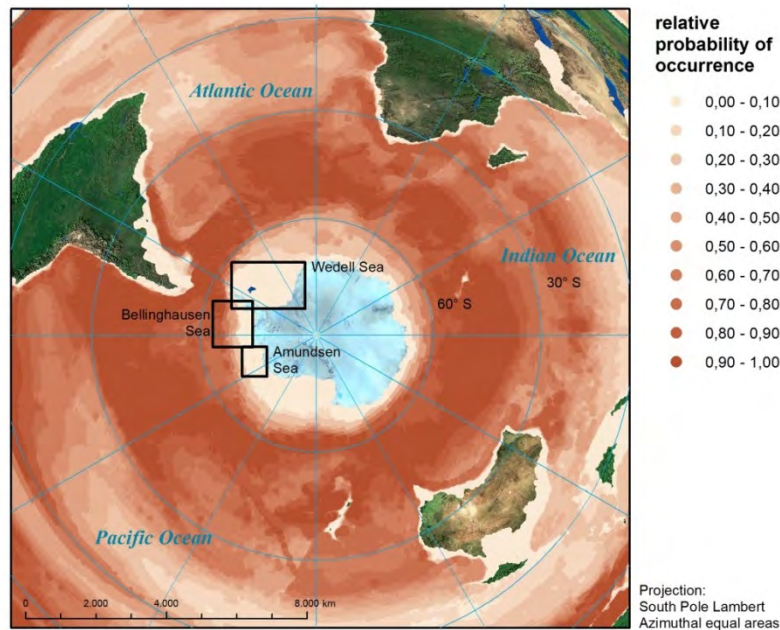 relative
probability of
occurrence
0,00 - 0,10
0,10 - 0,20
0,20 - 0,30
0,30 - 0,40
0,40 - 0,50
0,50 - 0,60
0,60 - 0,70
0,70 - 0,80
0,80 - 0,90
0,90 - 1,00
Atlantic Ocean
Indian Ocean
30° S
Wedell Sea
60° S
Bellinghausen
Sea
Amundsen
Sea
Pacific Ocean
0 2.000 4.000 8.000 km
Projection:
South Pole Lambert
Azimuthal equal areas